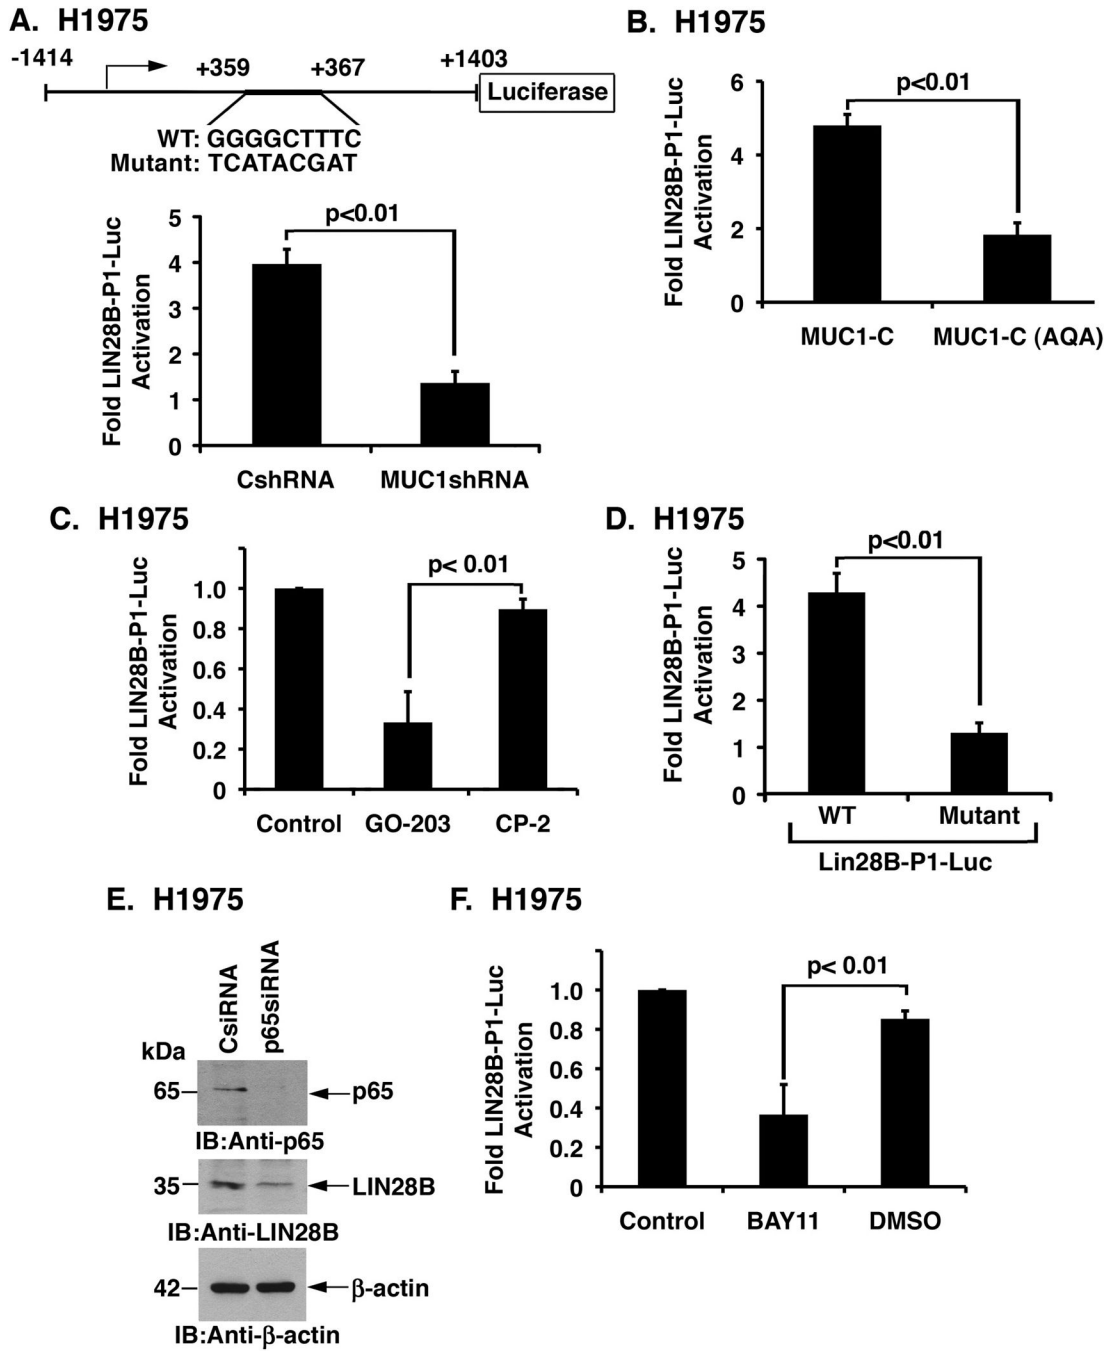 A. H1975
-1414
+359
+367
+1403
Luciferase
WT: GGGGCTTTC
Mutant: TCATACGAT
Fold LIN28B-P1-Luc
Activation
5
4
3
2
1
0
p<0.01
CshRNA
MUC1shRNA
B. H1975
Fold LIN28B-P1-Luc
Activation
6
4
2
0
p<0.01
MUC1-C
MUC1-C (AQA)
C. H1975
Fold LIN28B-P1-Luc
Activation
1.0
0.8
0.6
0.4
0.2
0
p< 0.01
Control
GO-203
CP-2
D. H1975
Fold LIN28B-P1-Luc
Activation
5
4
3
2
1
0
p<0.01
WT
Mutant
Lin28B-P1-Luc
E. H1975
CsiRNA
p65siRNA
kDa
65
p65
IB:Anti-p65
35
LIN28B
IB:Anti-LIN28B
42
β-actin
IB:Anti-β-actin
F. H1975
Fold LIN28B-P1-Luc
Activation
1.0
0.8
0.6
0.4
0.2
0
p< 0.01
Control
BAY11
DMSO